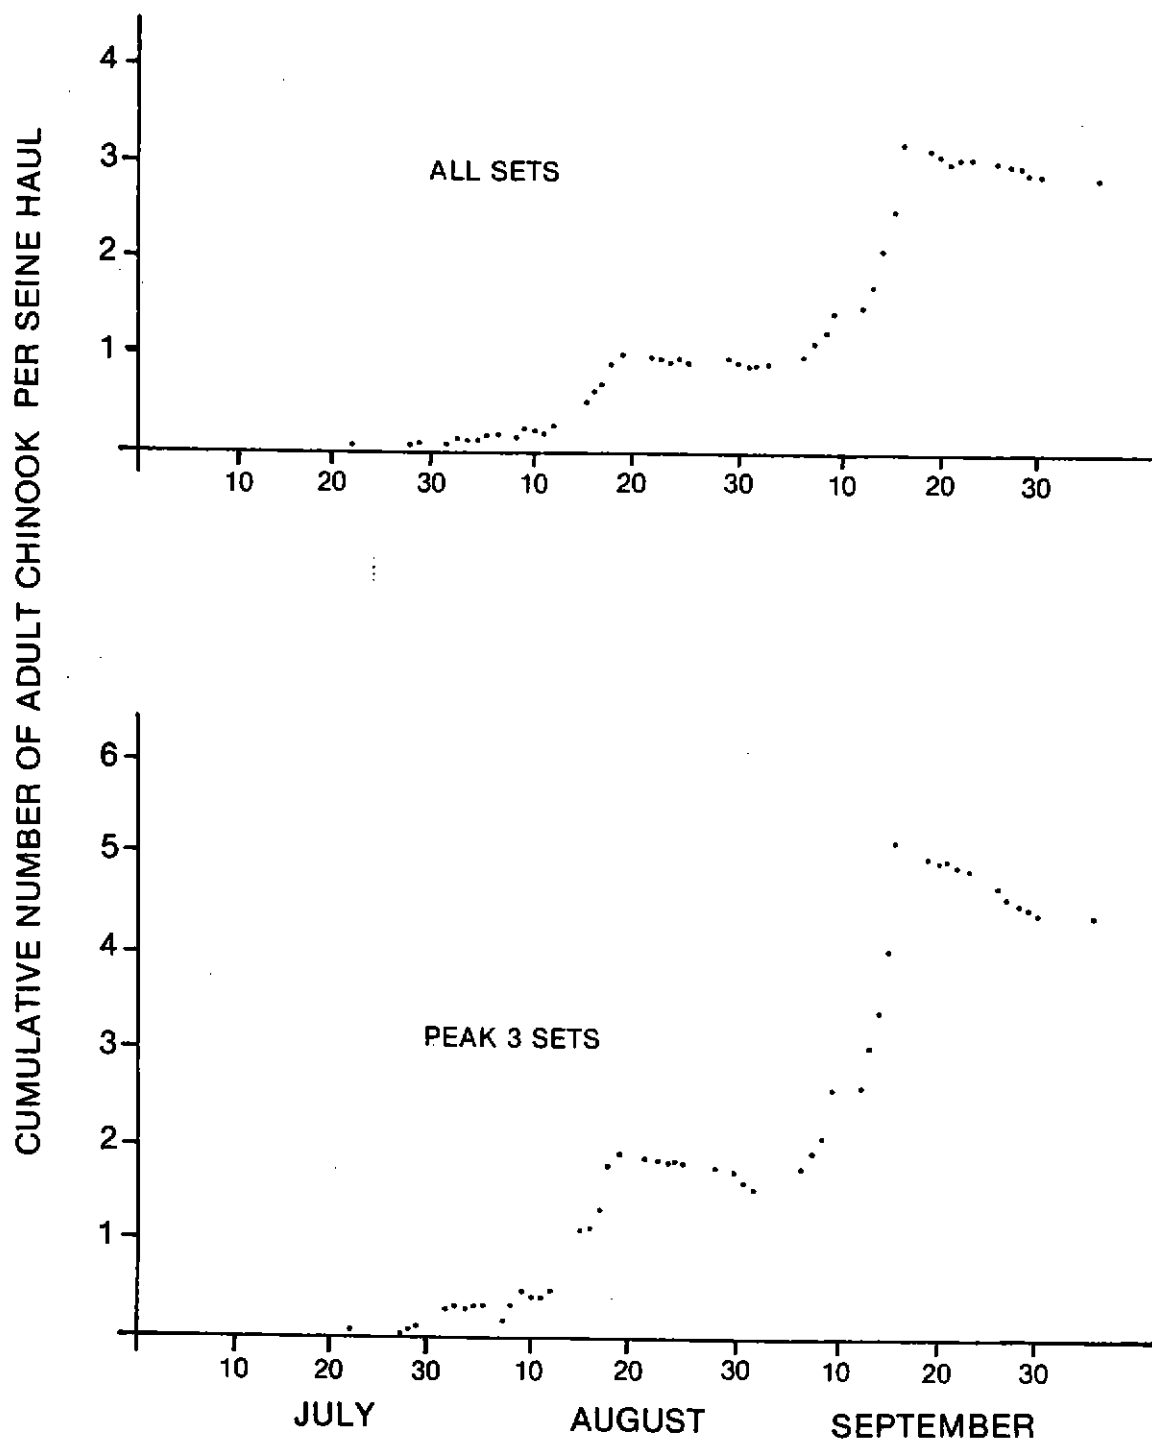 CUMULATIVE NUMBER OF ADULT CHINOOK PER SEINE HAUL
4
3
2
1
ALL SETS
10 20 30 10 20 30 10 20 30
6
5
4
3
2
1
PEAK 3 SETS
10 20 30 10 20 30 10 20 30
JULY AUGUST SEPTEMBER